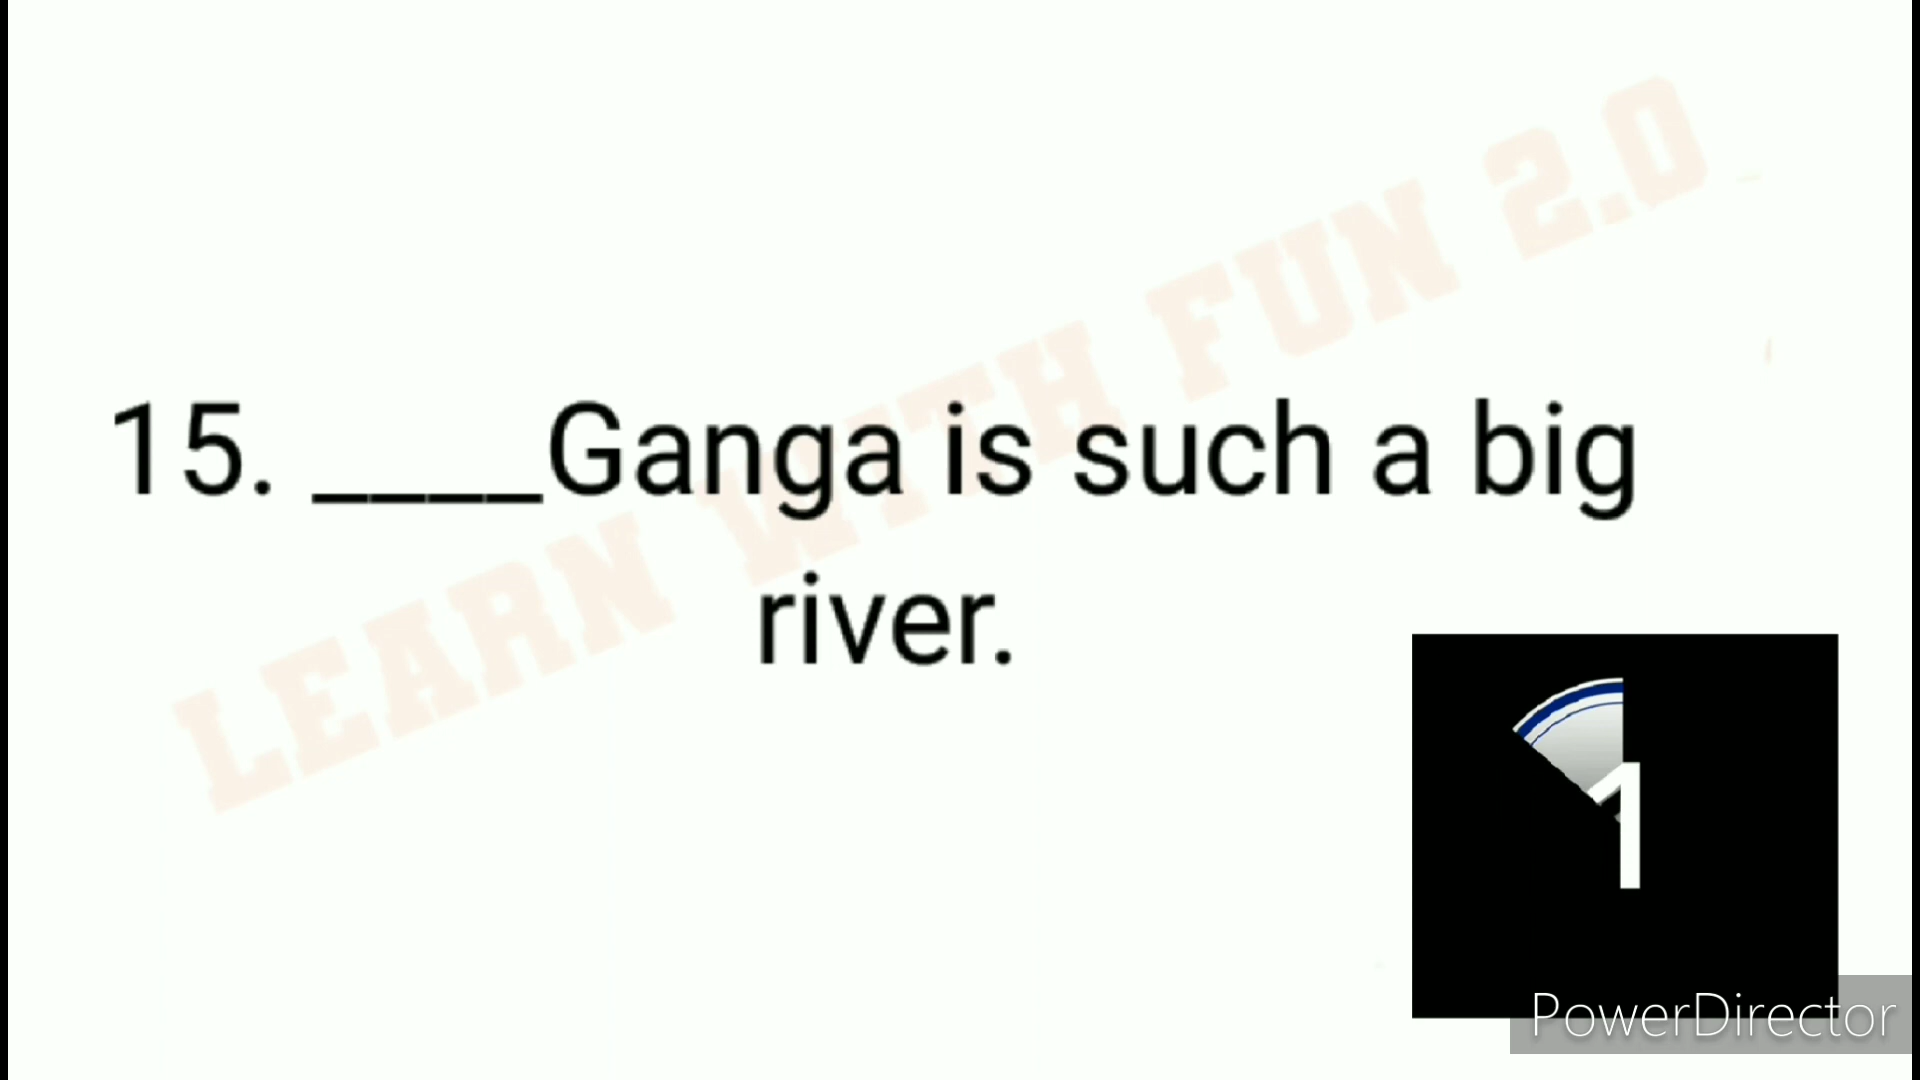 15. ____Ganga is such a big
river.
LEARN WITH FUN 2.0
1
PowerDirector